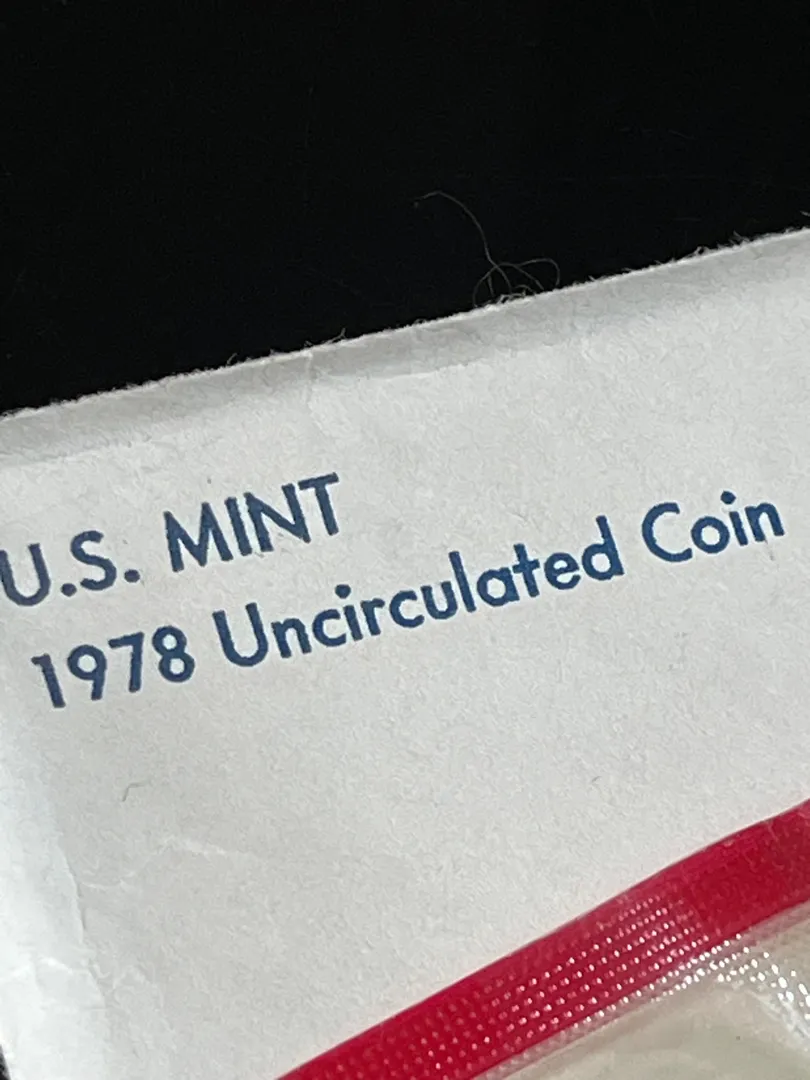 U.S. MINT
1978 Uncirculated Coin